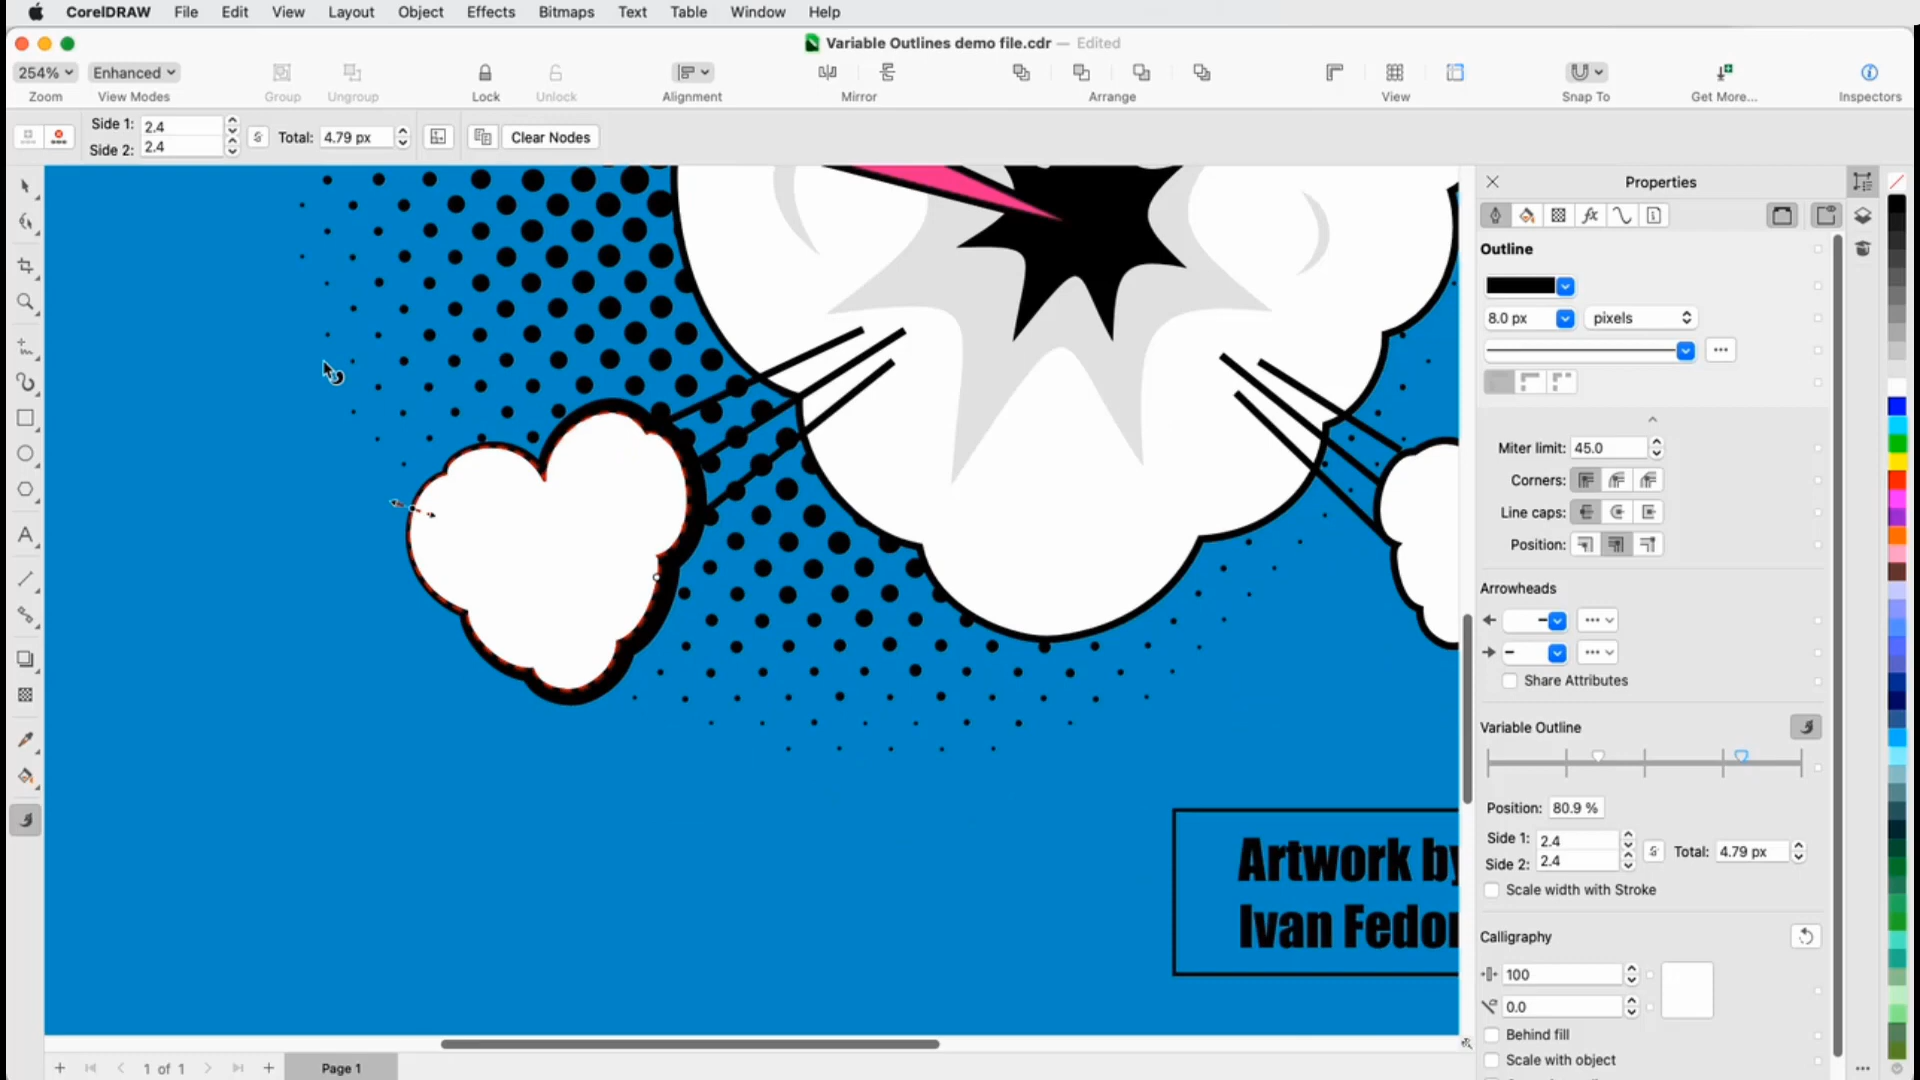 CorelDRAW File Edit View Layout Object Effects Bitmaps Text Table Window Help
Variable Outlines demo file.cdr — Edited
254% Enhanced
Zoom View Modes Group Ungroup Lock Unlock Alignment Mirror Arrange View Snap To Get More... Inspectors
Side 1: 2.4
Side 2: 2.4
Total: 4.79 px
Clear Nodes
Properties
Outline
8.0 px pixels
Miter limit: 45.0
Corners:
Line caps:
Position:
Arrowheads
Share Attributes
Variable Outline
Position: 80.9 %
Side 1: 2.4
Side 2: 2.4
Total: 4.79 px
Scale width with Stroke
Calligraphy
100
0.0
Behind fill
Scale with object
Artwork by
Ivan Fedor
1 of 1
Page 1